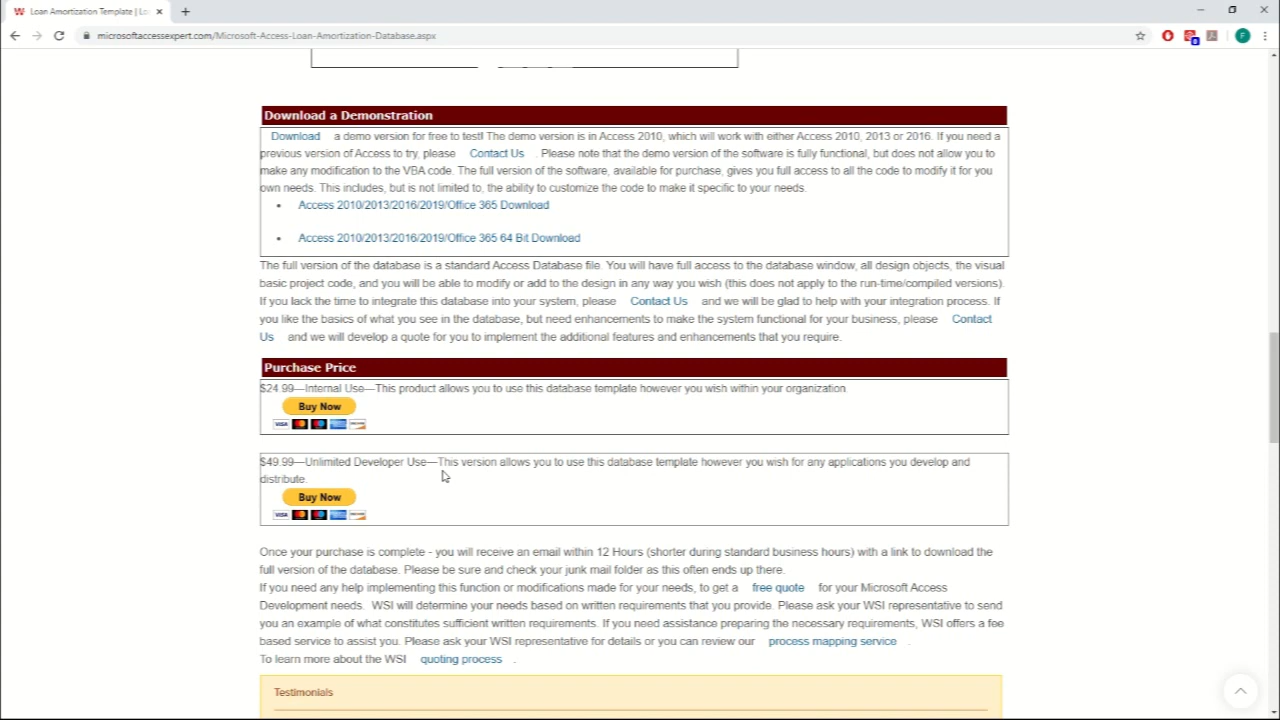 Loan Amortization Template | Lo
microsoftaccessexpert.com/Microsoft-Access-Loan-Amortization-Database.aspx
F
Download a Demonstration
Download a demo version for free to test! The demo version is in Access 2010, which will work with either Access 2010, 2013 or 2016. If you need a
previous version of Access to try, please Contact Us . Please note that the demo version of the software is fully functional, but does not allow you to
make any modification to the VBA code. The full version of the software, available for purchase, gives you full access to all the code to modify it for you
own needs. This includes, but is not limited to, the ability to customize the code to make it specific to your needs.
• Access 2010/2013/2016/2019/Office 365 Download
• Access 2010/2013/2016/2019/Office 365 64 Bit Download
The full version of the database is a standard Access Database file. You will have full access to the database window, all design objects, the visual
basic project code, and you will be able to modify or add to the design in any way you wish (this does not apply to the run-time/compiled versions).
If you lack the time to integrate this database into your system, please Contact Us and we will be glad to help with your integration process. If
you like the basics of what you see in the database, but need enhancements to make the system functional for your business, please Contact
Us and we will develop a quote for you to implement the additional features and enhancements that you require.
Purchase Price
$24.99—Internal Use—This product allows you to use this database template however you wish within your organization.
Buy Now
VISA
$49.99—Unlimited Developer Use—This version allows you to use this database template however you wish for any applications you develop and
distribute.
Buy Now
VISA
Once your purchase is complete - you will receive an email within 12 Hours (shorter during standard business hours) with a link to download the
full version of the database. Please be sure and check your junk mail folder as this often ends up there.
If you need any help implementing this function or modifications made for your needs, to get a free quote for your Microsoft Access
Development needs. WSI will determine your needs based on written requirements that you provide. Please ask your WSI representative to send
you an example of what constitutes sufficient written requirements. If you need assistance preparing the necessary requirements, WSI offers a fee
based service to assist you. Please ask your WSI representative for details or you can review our process mapping service .
To learn more about the WSI quoting process .
Testimonials